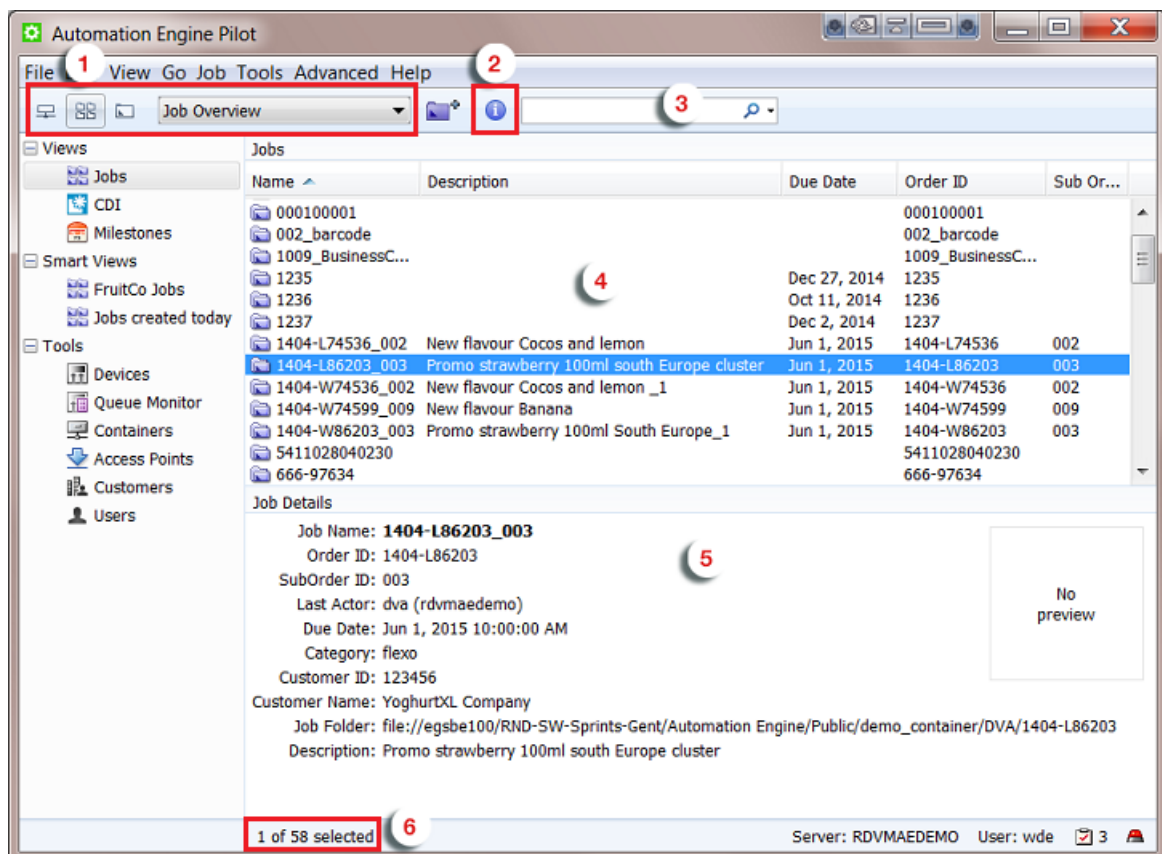 Automation Engine Pilot
File View Go Job Tools Advanced Help
1
2
Job Overview
3
Views
Jobs
CDI
Milestones
Smart Views
FruitCo Jobs
Jobs created today
Tools
Devices
Queue Monitor
Containers
Access Points
Customers
Users
Jobs
Name Description Due Date Order ID Sub Or...
000100001 000100001
002_barcode 002_barcode
1009_BusinessC... 1009_BusinessC...
1235 Dec 27, 2014 1235
1236 Oct 11, 2014 1236
1237 Dec 2, 2014 1237
4
1404-L74536_002 New flavour Cocos and lemon Jun 1, 2015 1404-L74536 002
1404-L86203_003 Promo strawberry 100ml south Europe cluster Jun 1, 2015 1404-L86203 003
1404-W74536_002 New flavour Cocos and lemon _1 Jun 1, 2015 1404-W74536 002
1404-W74599_009 New flavour Banana Jun 1, 2015 1404-W74599 009
1404-W86203_003 Promo strawberry 100ml South Europe_1 Jun 1, 2015 1404-W86203 003
5411028040230 5411028040230
666-97634 666-97634
Job Details
Job Name: 1404-L86203_003
Order ID: 1404-L86203
SubOrder ID: 003
Last Actor: dva (rdvmaedemo)
Due Date: Jun 1, 2015 10:00:00 AM
Category: flexo
Customer ID: 123456
Customer Name: YoghurtXL Company
Job Folder: file://egsbe100/RND-SW-Sprints-Gent/Automation Engine/Public/demo_container/DVA/1404-L86203
Description: Promo strawberry 100ml south Europe cluster
5
No
preview
1 of 58 selected
6
Server: RDVMAEDEMO User: wde 3